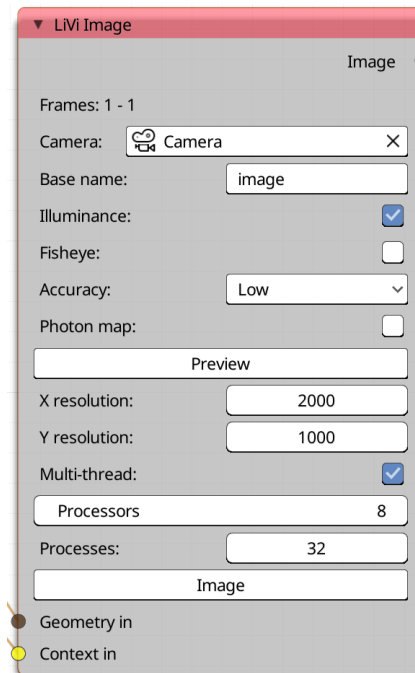 LiVi Image
Image
Frames: 1 - 1
Camera: Camera
Base name: image
Illuminance:
Fisheye:
Accuracy: Low
Photon map:
Preview
X resolution: 2000
Y resolution: 1000
Multi-thread:
Processors 8
Processes: 32
Image
Geometry in
Context in